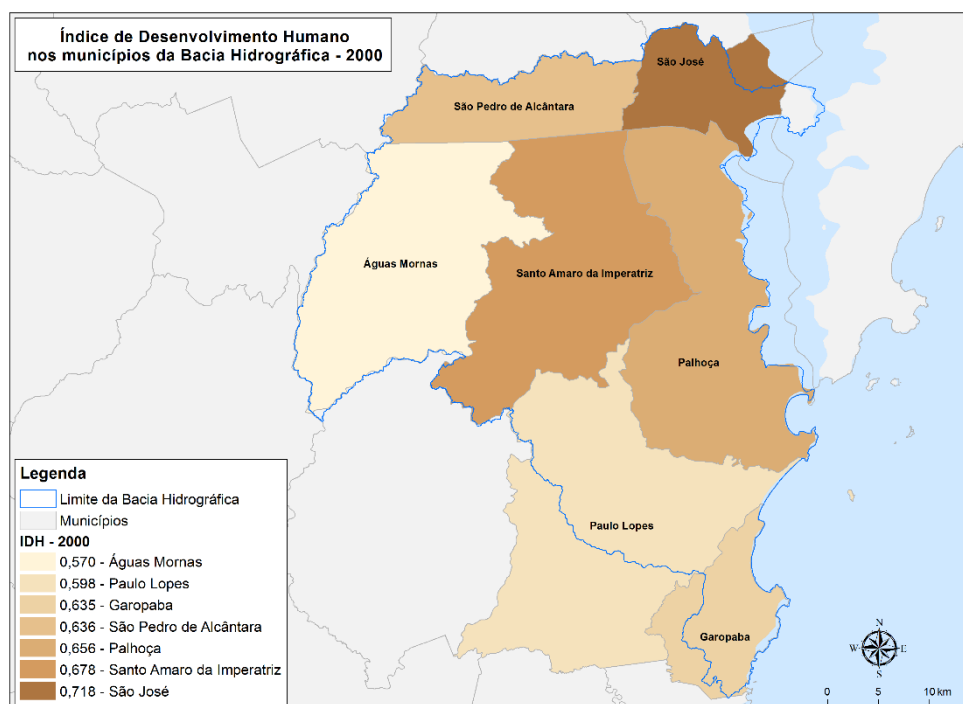 Índice de Desenvolvimento Humano
nos municípios da Bacia Hidrográfica - 2000
São José
São Pedro de Alcântara
Águas Mornas
Santo Amaro da Imperatriz
Palhoça
Paulo Lopes
Garopaba
Legenda
Limite da Bacia Hidrográfica
Municípios
IDH - 2000
0,570 - Águas Mornas
0,598 - Paulo Lopes
0,635 - Garopaba
0,636 - São Pedro de Alcântara
0,656 - Palhoça
0,678 - Santo Amaro da Imperatriz
0,718 - São José
N
W E
S
0 5 10 km